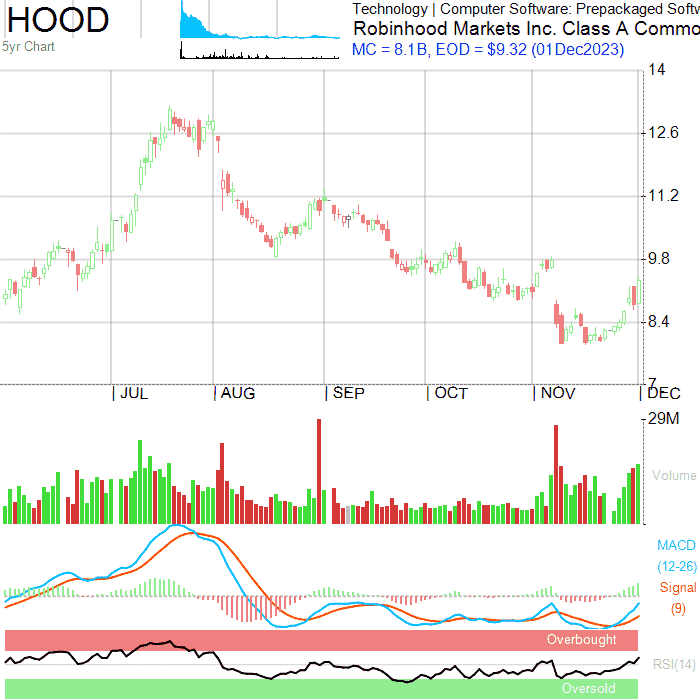 HOOD
5yr Chart
Technology | Computer Software: Prepackaged Softw
Robinhood Markets Inc. Class A Commo
MC = 8.1B, EOD = $9.32 (01Dec2023)
14
12.6
11.2
9.8
8.4
7
| JUL | AUG | SEP | OCT | NOV | DEC
29M
Volume
MACD
(12-26)
Signal
(9)
Overbought
RSI(14)
Oversold